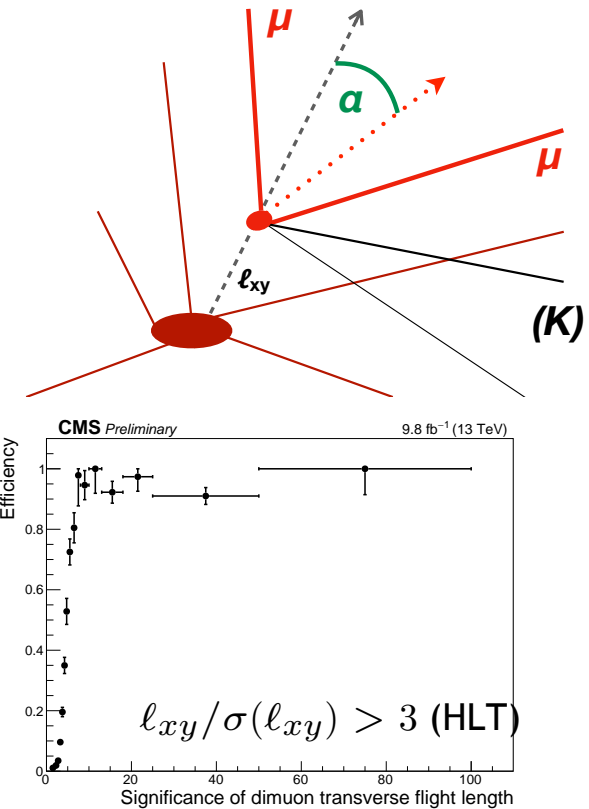 μ
α
μ
ℓxy
(K)
CMS Preliminary 9.8 fb⁻¹ (13 TeV)
Efficiency
1
0.8
0.6
0.4
0.2
0
ℓxy/σ(ℓxy) > 3 (HLT)
0 20 40 60 80 100
Significance of dimuon transverse flight length